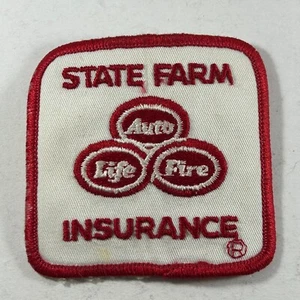 STATE FARM
Auto
Life Fire
INSURANCE ®